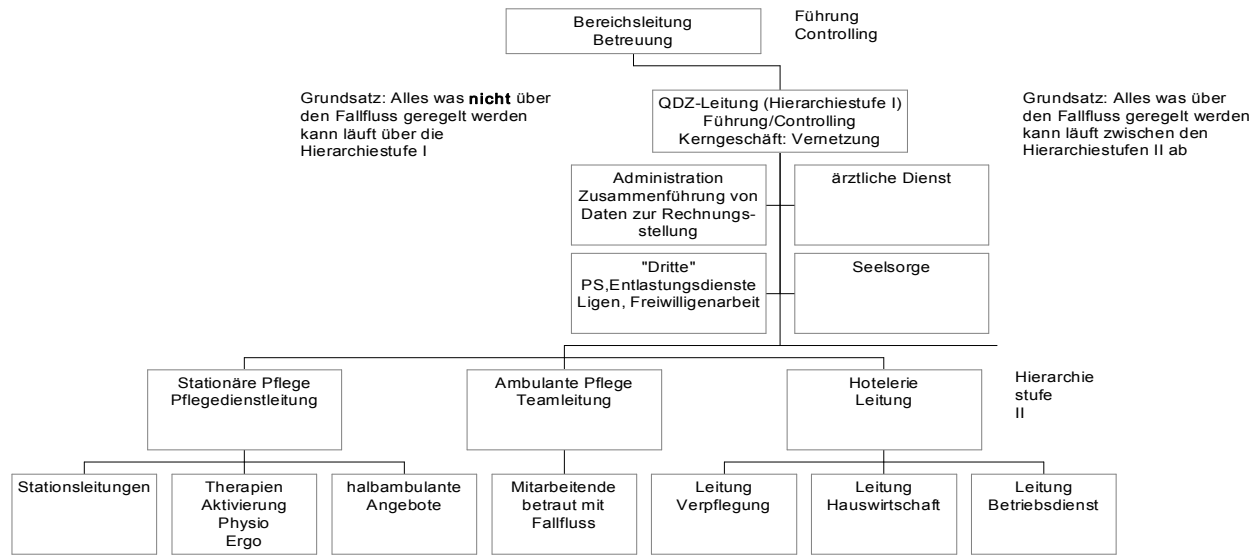 Bereichsleitung
Betreuung
Führung
Controlling
Grundsatz: Alles was nicht über
den Fallfluss geregelt werden
kann läuft über die
Hierarchiestufe I
QDZ-Leitung (Hierarchiestufe I)
Führung/Controlling
Kerngeschäft: Vernetzung
Grundsatz: Alles was über
den Fallfluss geregelt werden
kann läuft zwischen den
Hierarchiestufen II ab
Administration
Zusammenführung von
Daten zur Rechnungs-
stellung
ärztliche Dienst
"Dritte"
PS,Entlastungsdienste
Ligen, Freiwilligenarbeit
Seelsorge
Stationäre Pflege
Pflegedienstleitung
Ambulante Pflege
Teamleitung
Hotelerie
Leitung
Hierarchie
stufe
II
Stationsleitungen
Therapien
Aktivierung
Physio
Ergo
halbambulante
Angebote
Mitarbeitende
betraut mit
Fallfluss
Leitung
Verpflegung
Leitung
Hauswirtschaft
Leitung
Betriebsdienst